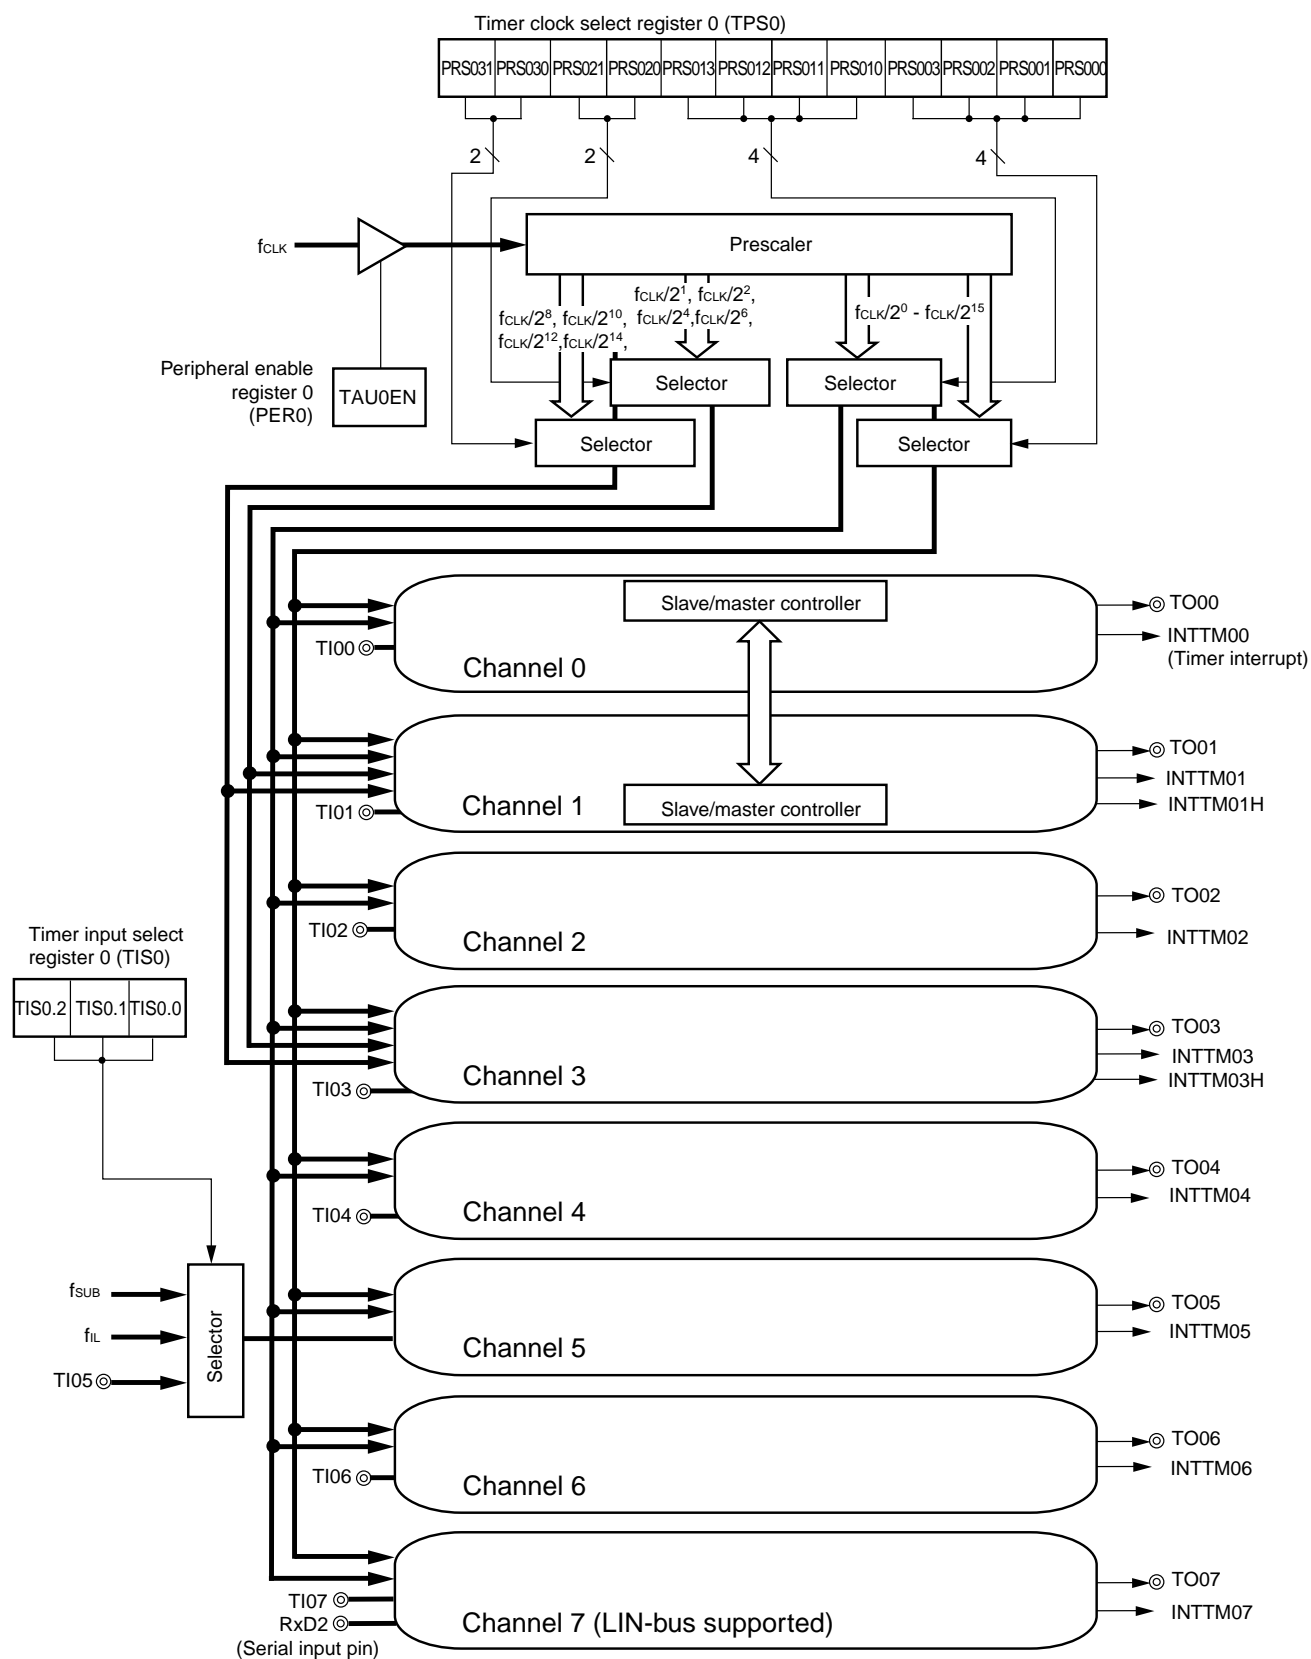 Timer clock select register 0 (TPS0)
PRS031 PRS030 PRS021 PRS020 PRS013 PRS012 PRS011 PRS010 PRS003 PRS002 PRS001 PRS000
2 2 4 4
fCLK
Prescaler
fCLK/2⁸, fCLK/2¹⁰,
fCLK/2¹²,fCLK/2¹⁴,
fCLK/2¹, fCLK/2²,
fCLK/2⁴,fCLK/2⁶,
fCLK/2⁰ - fCLK/2¹⁵
Peripheral enable
register 0
(PER0)
TAU0EN
Selector
Selector
Selector
Selector
Slave/master controller
TO00
INTTM00
(Timer interrupt)
TI00
Channel 0
TO01
INTTM01
INTTM01H
TI01
Channel 1
Slave/master controller
TO02
INTTM02
TI02
Channel 2
Timer input select
register 0 (TIS0)
TIS0.2 TIS0.1 TIS0.0
TO03
INTTM03
INTTM03H
TI03
Channel 3
TO04
INTTM04
TI04
Channel 4
fSUB
fIL
TI05
Selector
TO05
INTTM05
Channel 5
TO06
INTTM06
TI06
Channel 6
TO07
INTTM07
TI07
RxD2
(Serial input pin)
Channel 7 (LIN-bus supported)